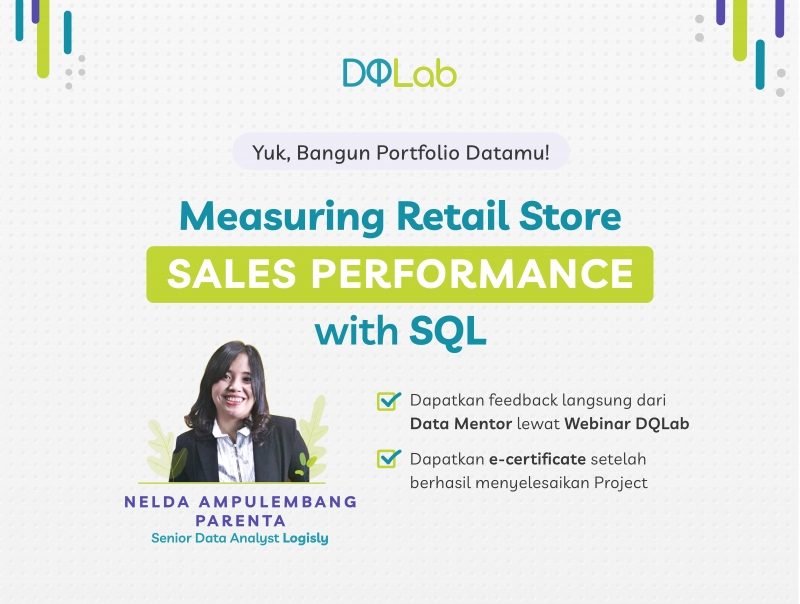 DQLab
Yuk, Bangun Portfolio Datamu!
Measuring Retail Store
SALES PERFORMANCE
with SQL
Dapatkan feedback langsung dari
Data Mentor lewat Webinar DQLab
Dapatkan e-certificate setelah
berhasil menyelesaikan Project
NELDA AMPULEMBANG
PARENTA
Senior Data Analyst Logisly